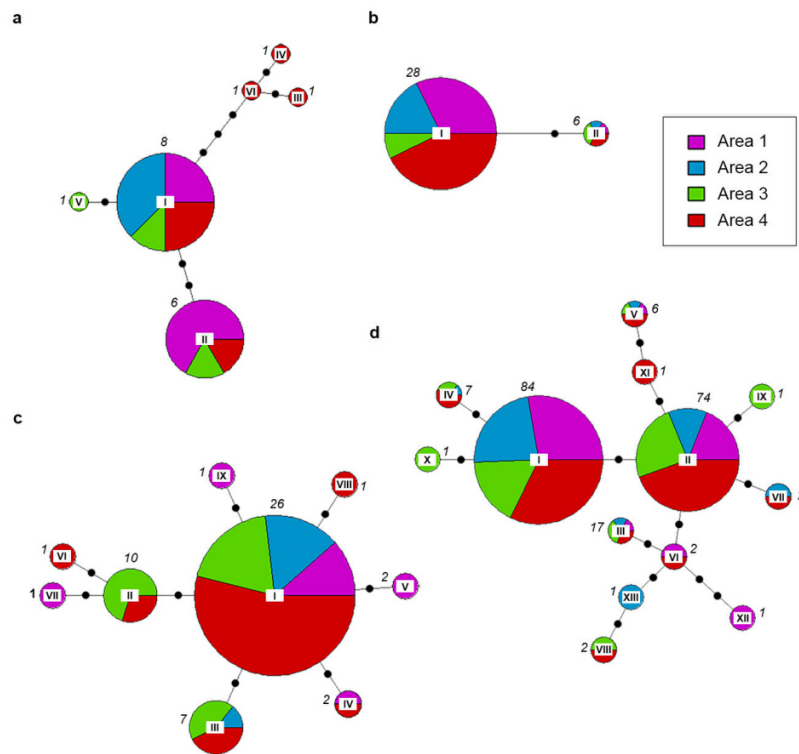 a
1
IV
1
VI
III
1
8
I
1
V
6
II
b
28
I
6
II
Area 1
Area 2
Area 3
Area 4
c
1
IX
VIII
1
26
1
VI
10
II
1
VII
I
2
V
7
III
2
IV
d
V
6
XI
1
IV
7
84
74
IX
1
1
X
I
II
VII
17
III
VI
2
1
XIII
XII
1
2
VIII